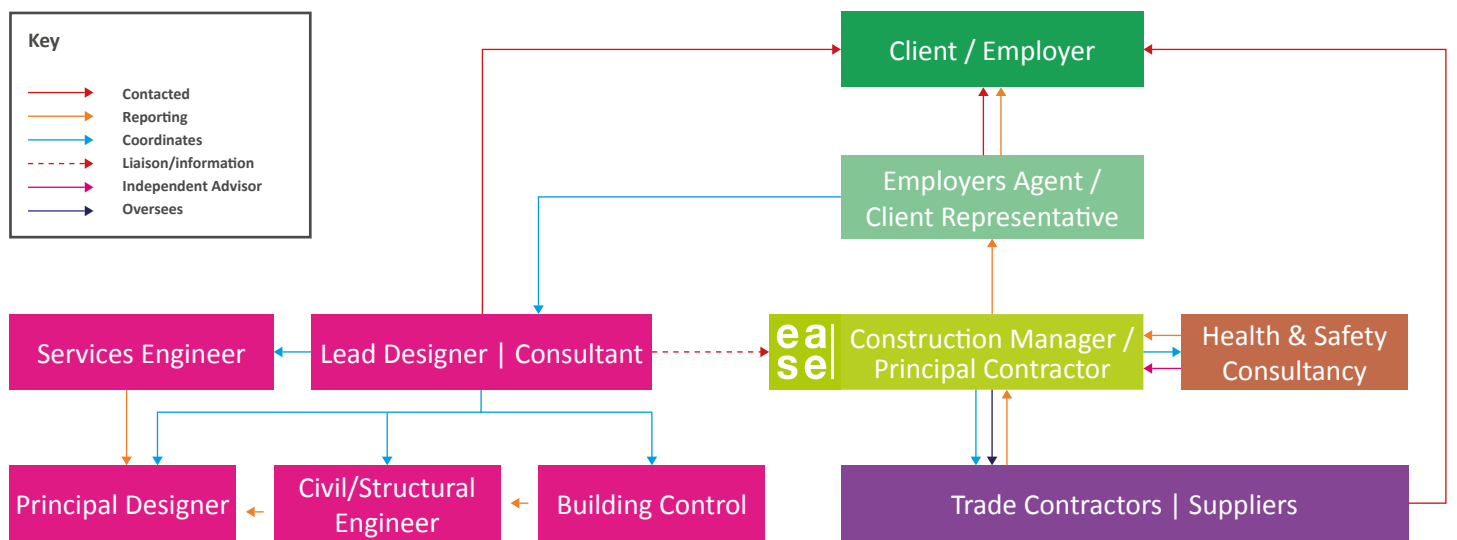 Key
Contacted
Reporting
Coordinates
Liaison/information
Independent Advisor
Oversees
Client / Employer
Employers Agent /
Client Representative
Services Engineer
Lead Designer | Consultant
ea
se
Construction Manager /
Principal Contractor
Health & Safety
Consultancy
Principal Designer
Civil/Structural
Engineer
Building Control
Trade Contractors | Suppliers